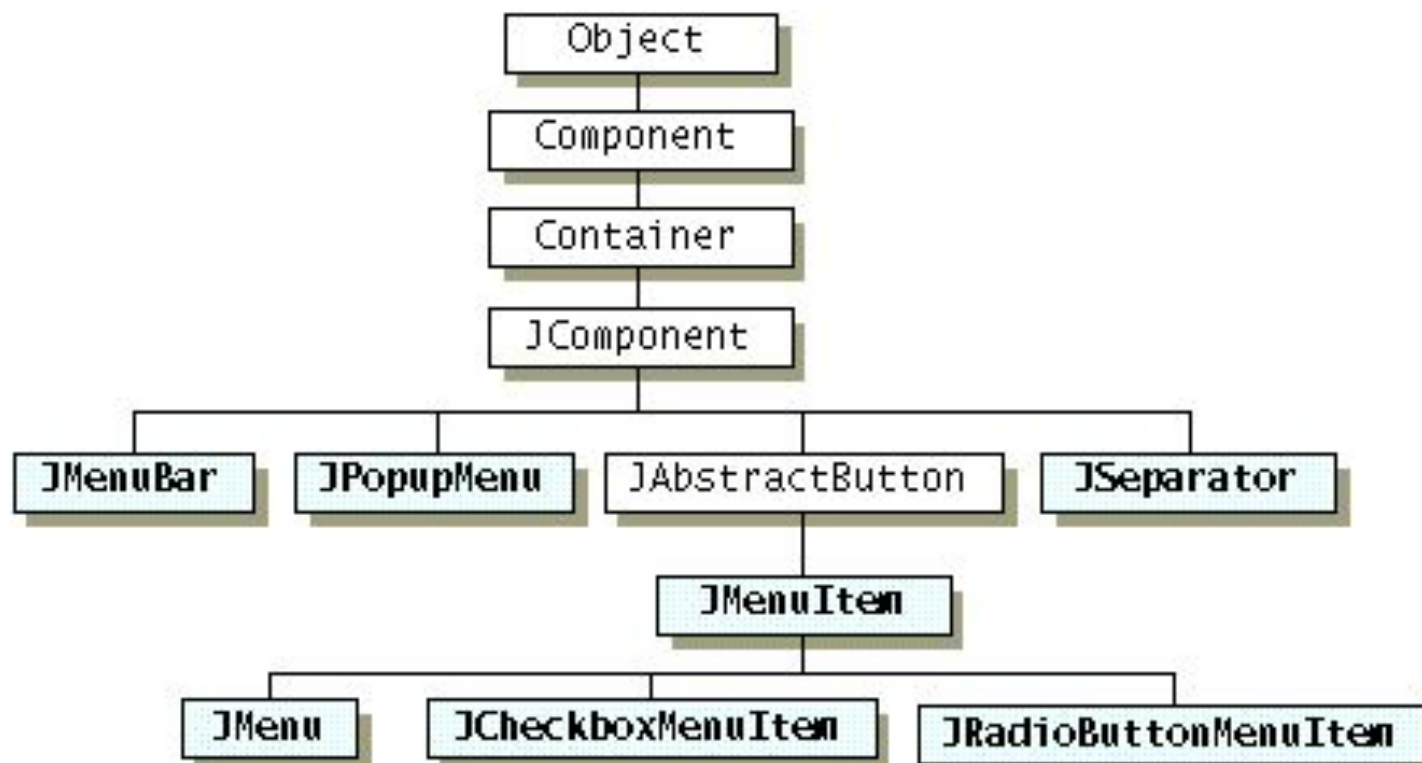 Object
Component
Container
JComponent
JMenuBar
JPopupMenu
JAbstractButton
JSeparator
JMenuItem
JMenu
JCheckboxMenuItem
JRadioButtonMenuItem